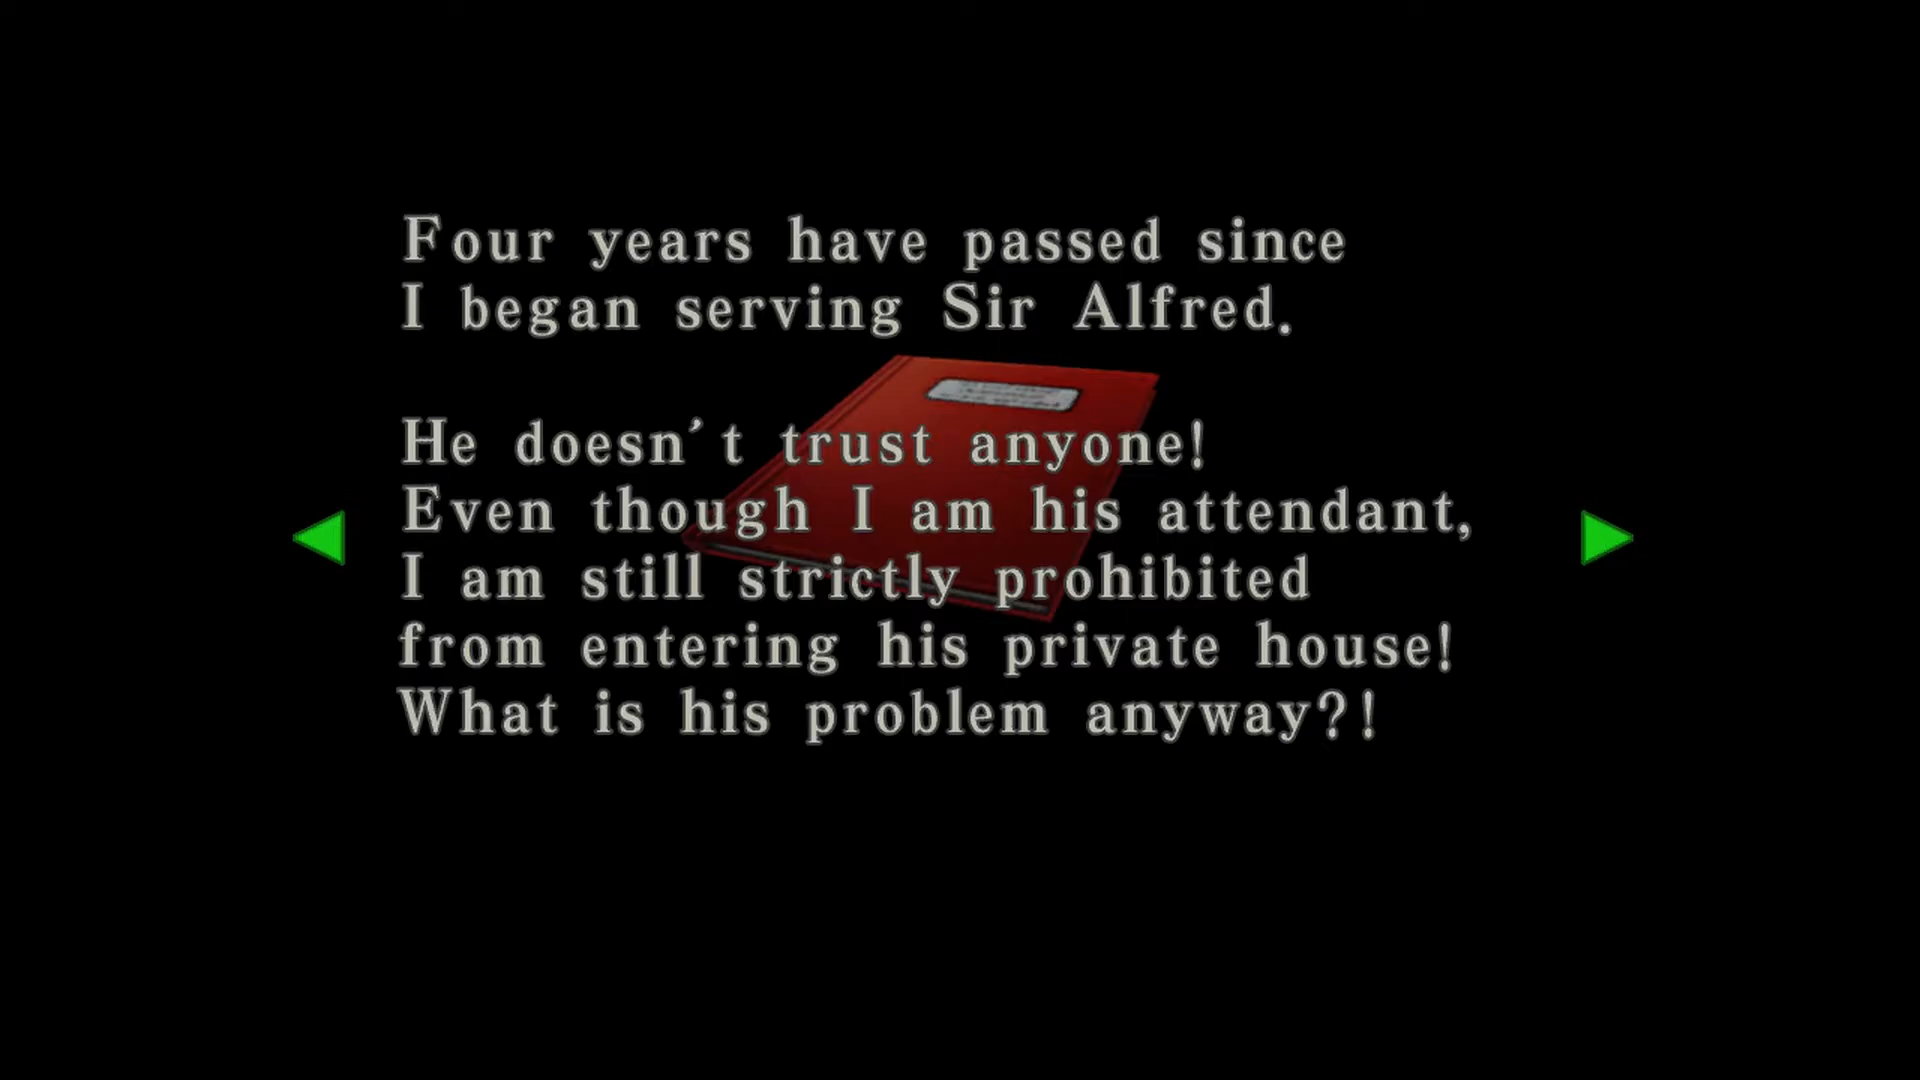 Four years have passed since
I began serving Sir Alfred.
He doesn't trust anyone!
Even though I am his attendant,
I am still strictly prohibited
from entering his private house!
What is his problem anyway?!